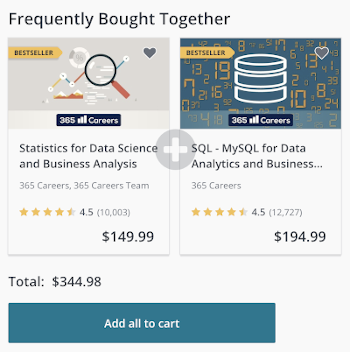 Frequently Bought Together
BESTSELLER
365 Careers
Statistics for Data Science
and Business Analysis
365 Careers, 365 Careers Team
4.5 (10,003)
$149.99
BESTSELLER
365 Careers
SQL - MySQL for Data
Analytics and Business...
365 Careers
4.5 (12,727)
$194.99
Total: $344.98
Add all to cart